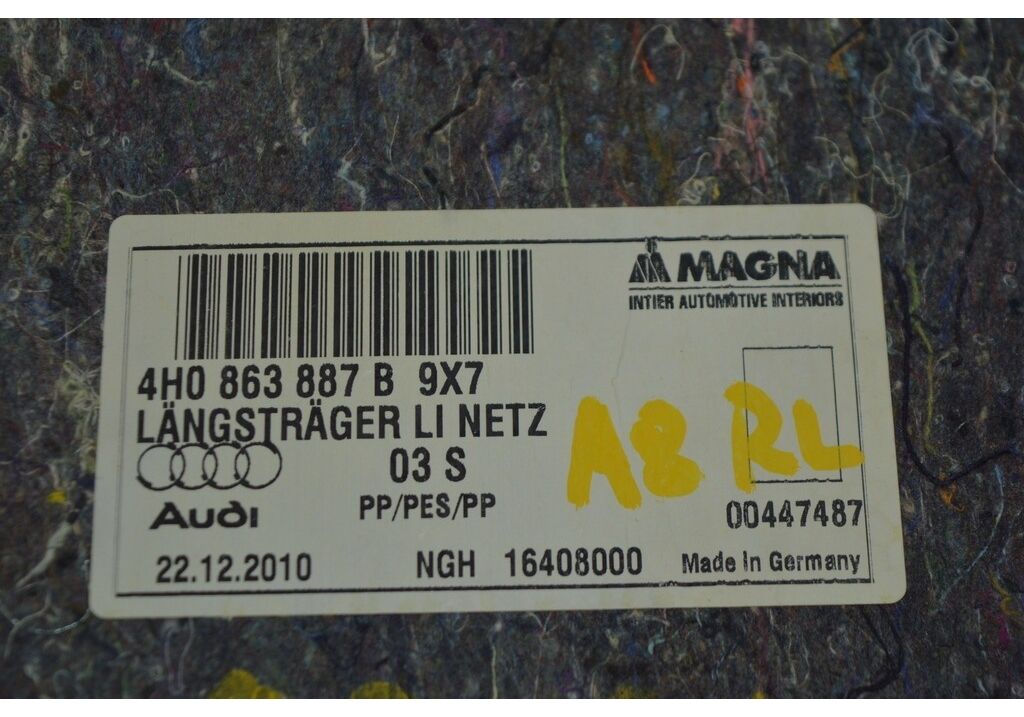 MAGNA
INTIER AUTOMOTIVE INTERIORS
4H0 863 887 B 9X7
LÄNGSTRÄGER LI NETZ
03 S
A8 RL
Audi
PP/PES/PP
00447487
22.12.2010 NGH 16408000 Made in Germany